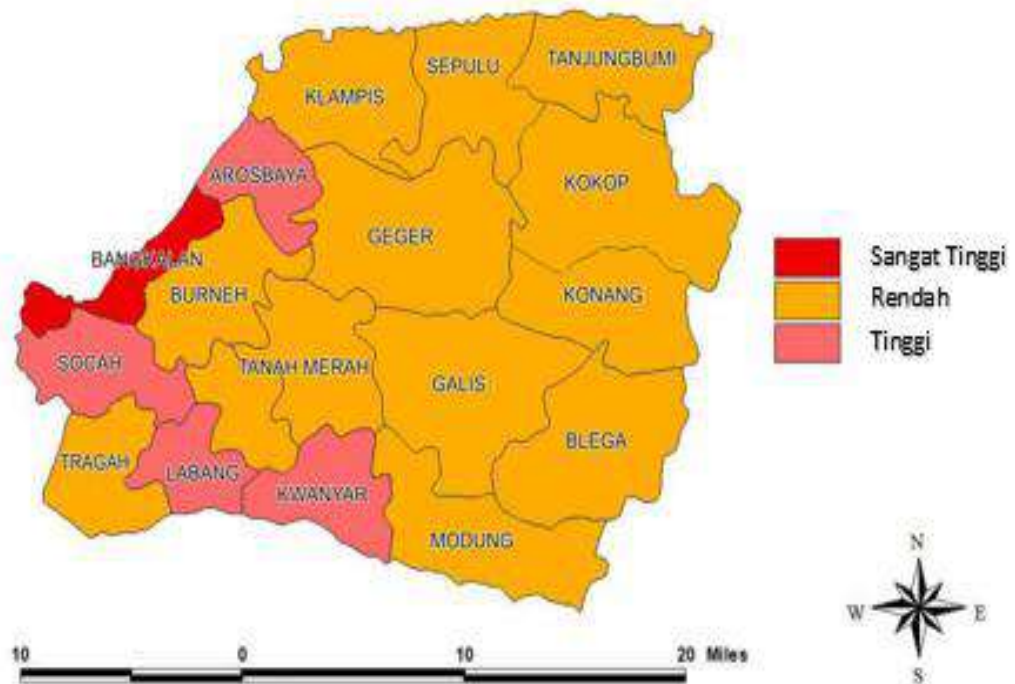 TANJUNGBUMI
SEPULU
KLAMPIS
AROSBAYA
KOKOP
GEGER
BANGKALAN
BURNEH
KONANG
SOCAH
TANAH MERAH
GALIS
BLEGA
TRAGAH
LABANG
KWANYAR
MODUNG
Sangat Tinggi
Rendah
Tinggi
N
W
E
S
10 0 10 20 Miles